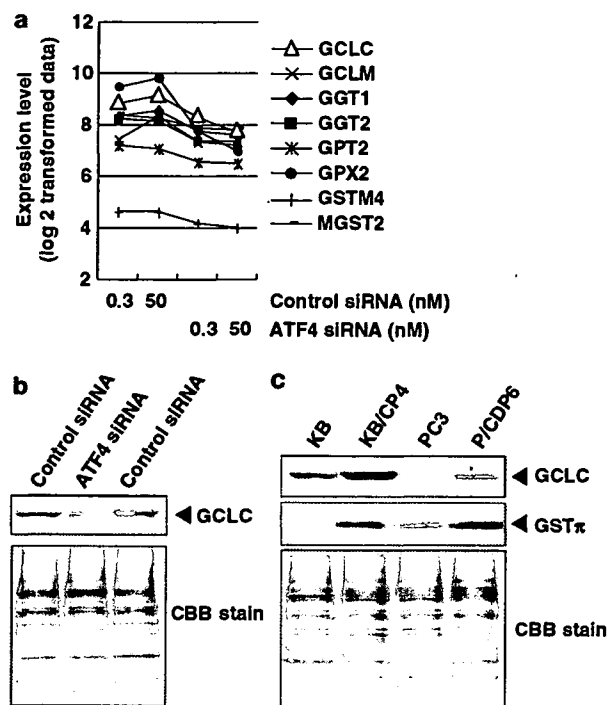 a
Expression level
(log 2 transformed data)
12
10
8
6
4
2
GCLC
GCLM
GGT1
GGT2
GPT2
GPX2
GSTM4
MGST2
0.3 50 Control siRNA (nM)
0.3 50 ATF4 siRNA (nM)
b
Control siRNA
ATF4 siRNA
Control siRNA
GCLC
CBB stain
c
KB
KB/CP4
PC3
P/CDP6
GCLC
GSTπ
CBB stain